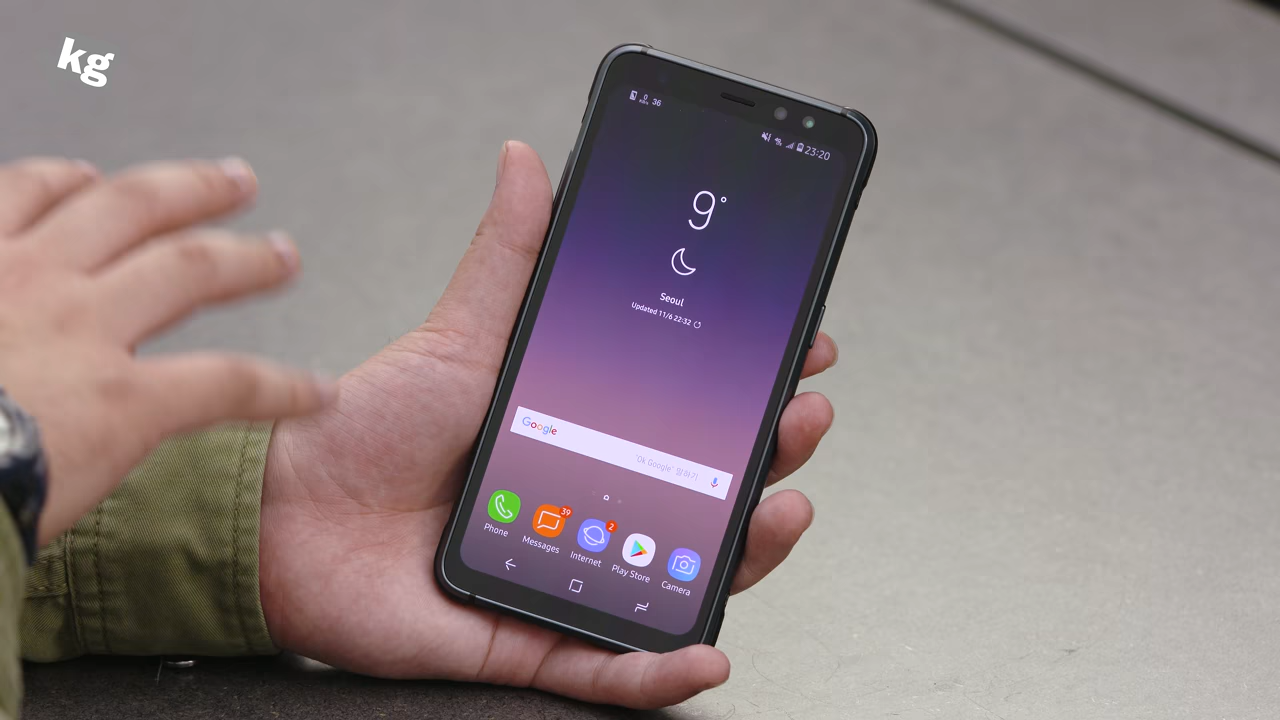 kg
36
23:20
9°
Seoul
Updated 11/6 22:32
Google
"Ok Google" 말하기
39
2
Phone
Messages
Internet
Play Store
Camera